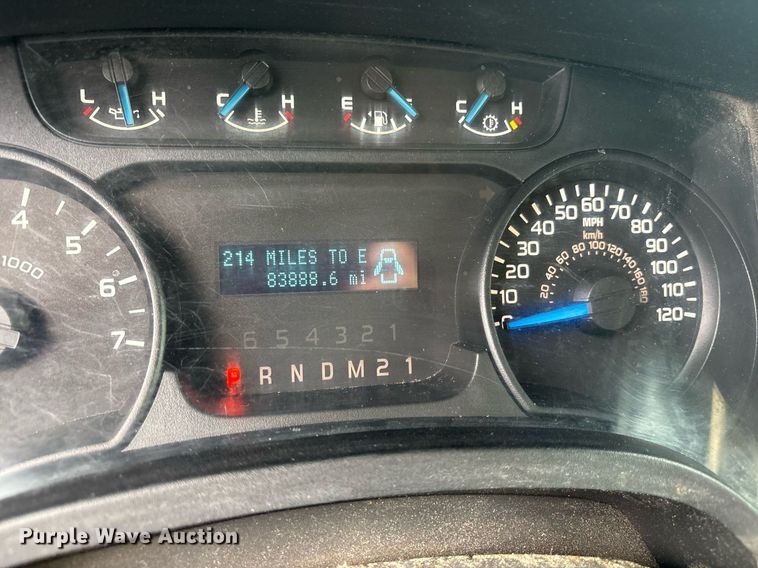 L H C H E F C H
4 5 6 7
1000
214 MILES TO E
83888.6 mi
6 5 4 3 2 1
P R N D M 2 1
0 10 20 30 40 50 60 70 80 90 100 110 120
MPH
km/h
20 40 60 80 100 120 140 160 180
Purple Wave Auction